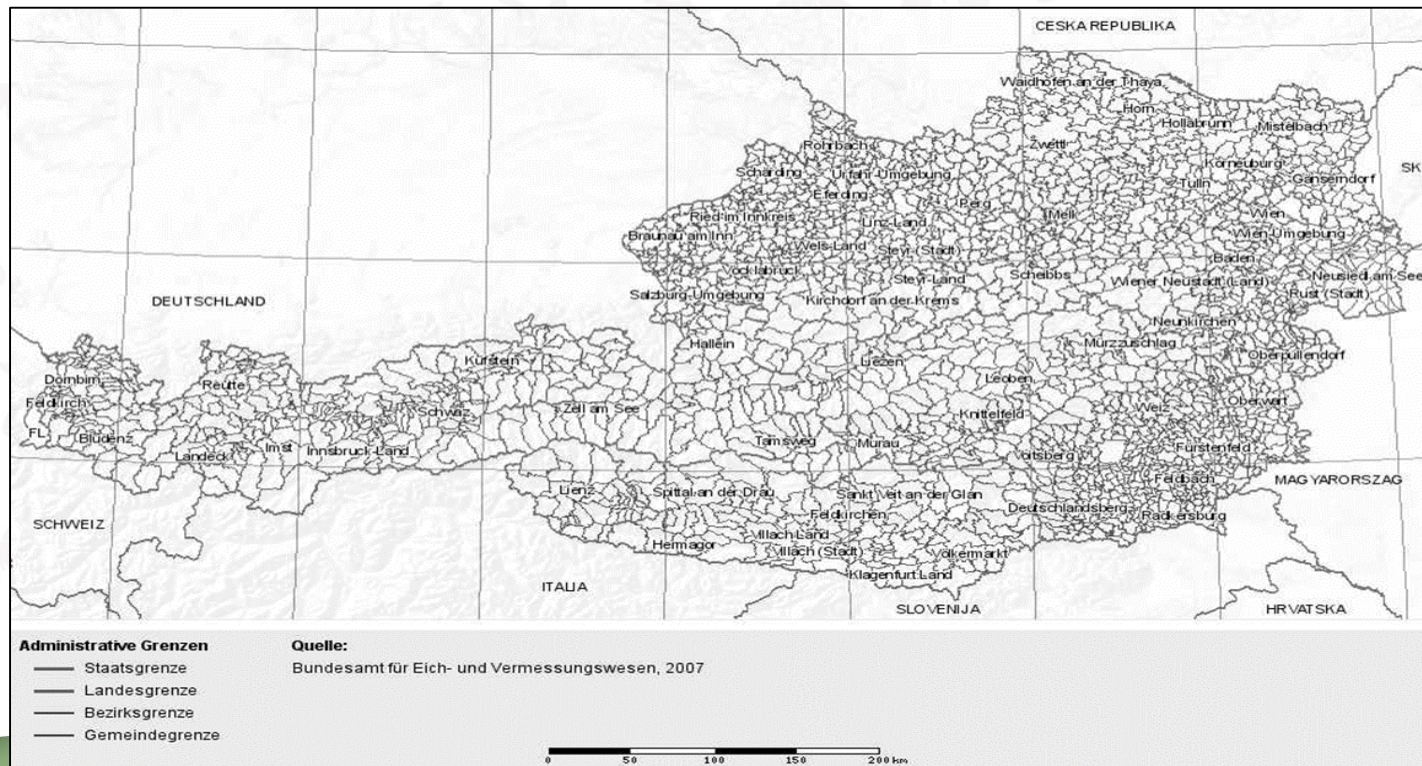 CESKA REPUBLIKA
Waidhofen an der Thaya
Horn
Hollabrunn
Mistelbach
Rohrbach
Zwettl
Korneuburg
SK
Schärding
Urfahr-Umgebung
Tulln
Gänserndorf
Eferding
Perg
Ried im Innkreis
Linz-Land
Melk
Wien
Braunau am Inn
Wels-Land
Steyr (Stadt)
Wien Umgebung
Baden
Vöcklabruck
Steyr-Land
Scheibbs
Wiener Neustadt (Land)
Neusiedl am See
DEUTSCHLAND
Salzburg-Umgebung
Kirchdorf an der Krems
Rust (Stadt)
Neunkirchen
Hallein
Mürzzuschlag
Kufstein
Liezen
Oberpullendorf
Dornbirn
Reutte
Leoben
Feldkirch
Schwaz
Zell am See
Knittelfeld
Weiz
Oberwart
FL
Bludenz
Landeck
Imst
Innsbruck-Land
Tamsweg
Murau
Voitsberg
Fürstenfeld
Feldbach
MAGYARORSZAG
Lienz
Spittal an der Drau
Sankt Veit an der Glan
Feldkirchen
Deutschlandsberg
Radkersburg
SCHWEIZ
Villach Land
Hermagor
Villach (Stadt)
Völkermarkt
Klagenfurt Land
ITALIA
SLOVENIJA
HRVATSKA
Administrative Grenzen
Staatsgrenze
Landesgrenze
Bezirksgrenze
Gemeindegrenze
Quelle:
Bundesamt für Eich- und Vermessungswesen, 2007
0 50 100 150 200 km